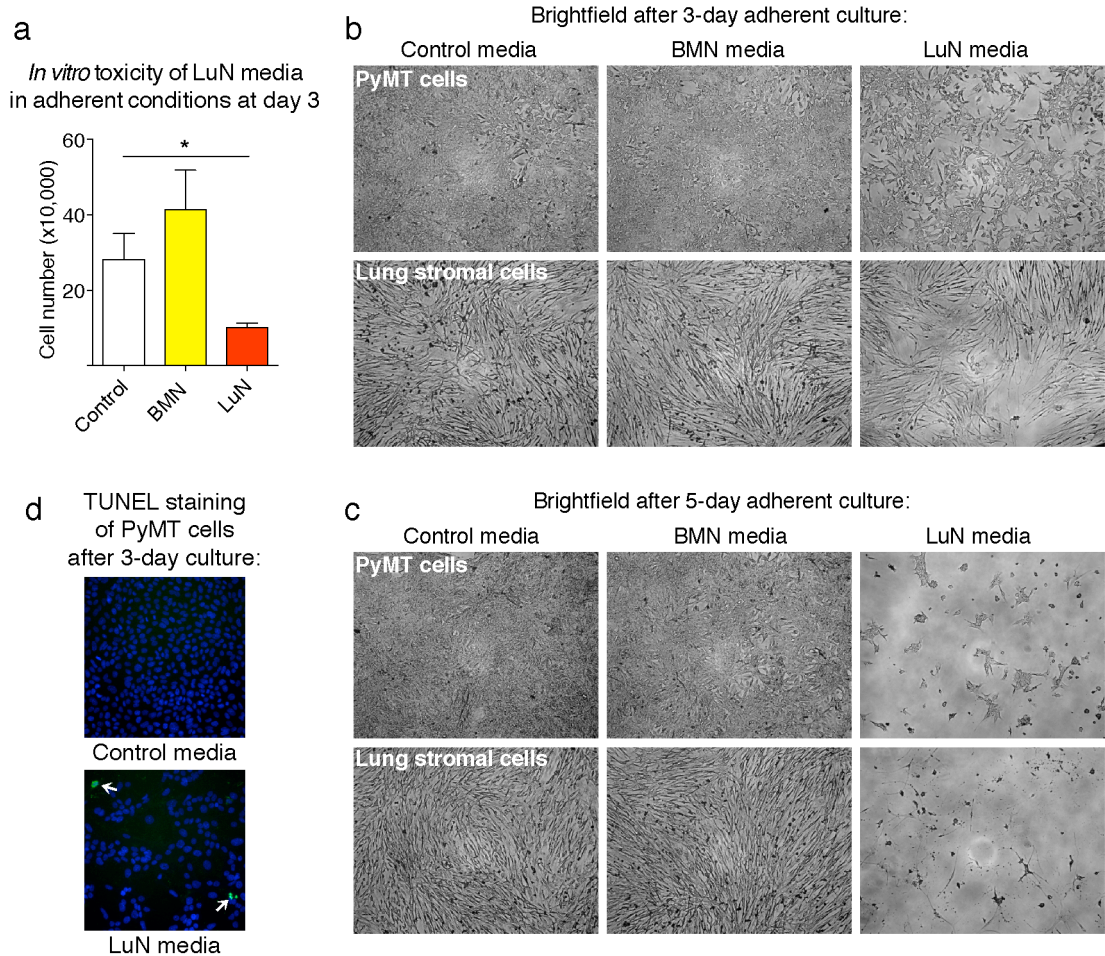 a
In vitro toxicity of LuN media
in adherent conditions at day 3
Cell number (x10,000)
60
40
20
*
Control
BMN
LuN
b
Brightfield after 3-day adherent culture:
Control media
BMN media
LuN media
PyMT cells
Lung stromal cells
d
TUNEL staining
of PyMT cells
after 3-day culture:
Control media
LuN media
c
Brightfield after 5-day adherent culture:
Control media
BMN media
LuN media
PyMT cells
Lung stromal cells